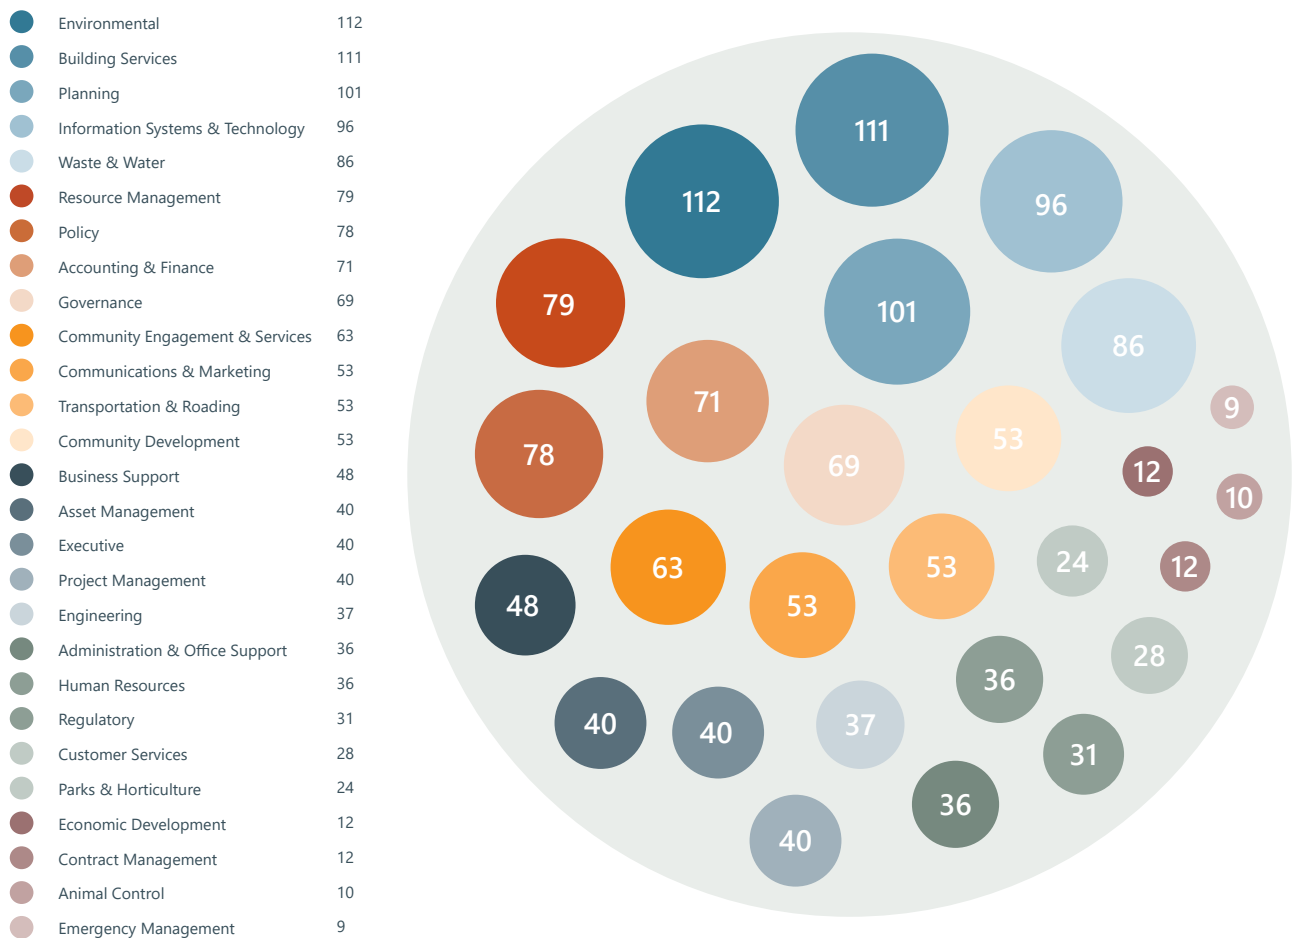 Environmental 112
Building Services 111
Planning 101
Information Systems & Technology 96
Waste & Water 86
Resource Management 79
Policy 78
Accounting & Finance 71
Governance 69
Community Engagement & Services 63
Communications & Marketing 53
Transportation & Roading 53
Community Development 53
Business Support 48
Asset Management 40
Executive 40
Project Management 40
Engineering 37
Administration & Office Support 36
Human Resources 36
Regulatory 31
Customer Services 28
Parks & Horticulture 24
Economic Development 12
Contract Management 12
Animal Control 10
Emergency Management 9
111
112
96
79
101
86
71
9
53
78
69
12
10
24
63
53
12
53
48
28
36
40
40
37
31
36
40